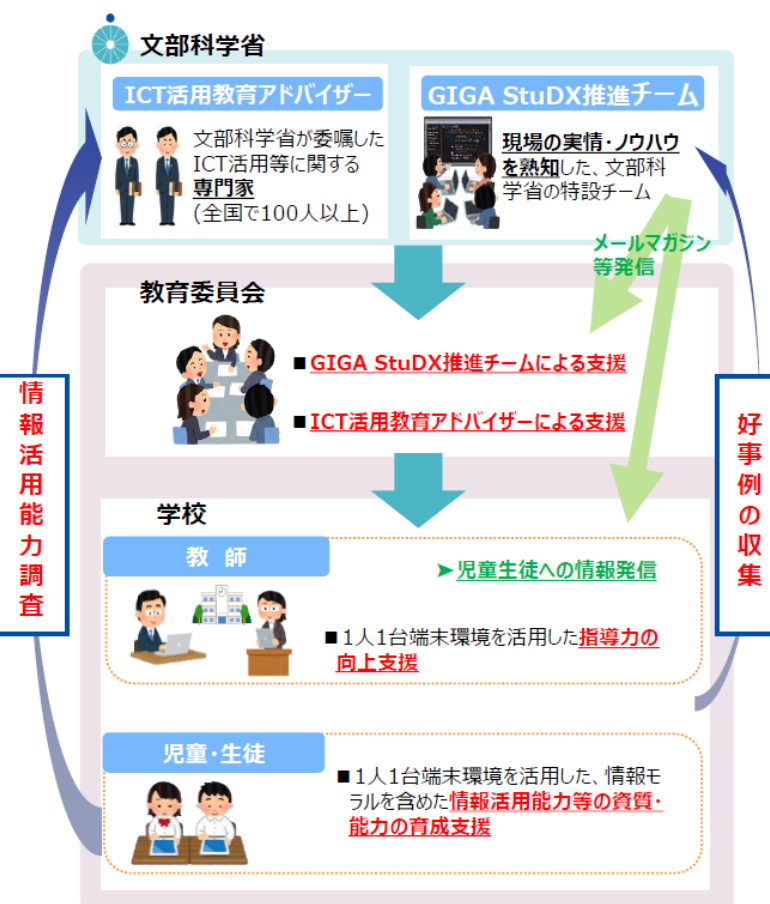 文部科学省
ICT活用教育アドバイザー
文部科学省が委嘱した
ICT活用等に関する
専門家
(全国で100人以上)
GIGA StuDX推進チーム
現場の実情・ノウハウ
を熟知した、文部科
学省の特設チーム
メールマガジン
等発信
教育委員会
■GIGA StuDX推進チームによる支援
■ICT活用教育アドバイザーによる支援
情報活用能力調査
好事例の収集
学校
教 師
➤児童生徒への情報発信
■1人1台端末環境を活用した指導力の
向上支援
児童・生徒
■1人1台端末環境を活用した、情報モ
ラルを含めた情報活用能力等の資質・
能力の育成支援